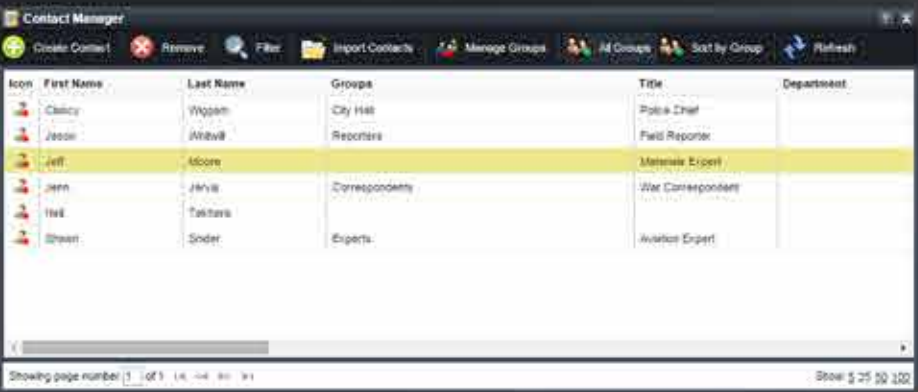 Contact Manager ? x
Create Contact Remove Filter Import Contacts Manage Groups All Groups Sort by Group Refresh
Icon First Name Last Name Groups Title Department
Clancy Wiggam City Hall Police Chief
Jason Whitwill Reporters Field Reporter
Jeff Moore Materials Expert
Jenn Jarvis Correspondents War Correspondent
Neil
Shawn Snider Experts Aviation Expert
Showing page number 1 of 1
Show 5 25 50 100